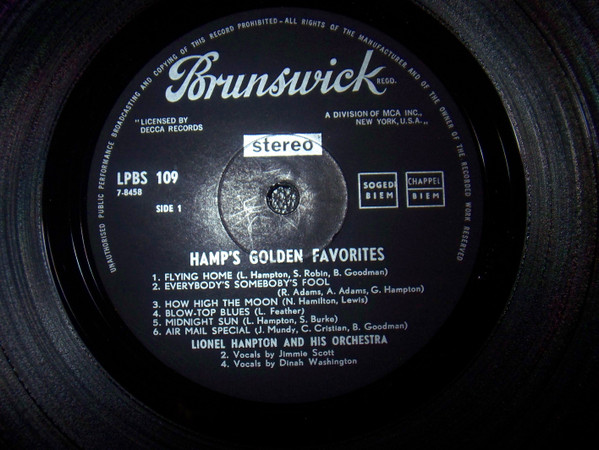 UNAUTHORISED PUBLIC PERFORMANCE BROADCASTING AND COPYING OF THIS RECORD PROHIBITED - ALL RIGHTS OF THE MANUFACTURER AND OF THE OWNER OF THE RECORDED WORK RESERVED
Brunswick REGD.
"LICENSED BY
DECCA RECORDS
A DIVISION OF MCA INC.,
NEW YORK, U.S.A.,,
stereo
LPBS 109
7-8458
SIDE 1
SOGEDI
BIEM
CHAPPEL
BIEM
HAMP'S GOLDEN FAVORITES
1. FLYING HOME (L. Hampton, S. Robin, B. Goodman)
2. EVERYBODY'S SOMEBOBY'S FOOL
(R. Adams, A. Adams, G. Hampton)
3. HOW HIGH THE MOON (N. Hamilton, Lewis)
4. BLOW-TOP BLUES (L. Feather)
5. MIDNIGHT SUN (L. Hampton, S. Burke)
6. AIR MAIL SPECIAL (J. Mundy, C. Cristian, B. Goodman)
LIONEL HANPTON AND HIS ORCHESTRA
2. Vocals by Jimmie Scott
4. Vocals by Dinah Washington